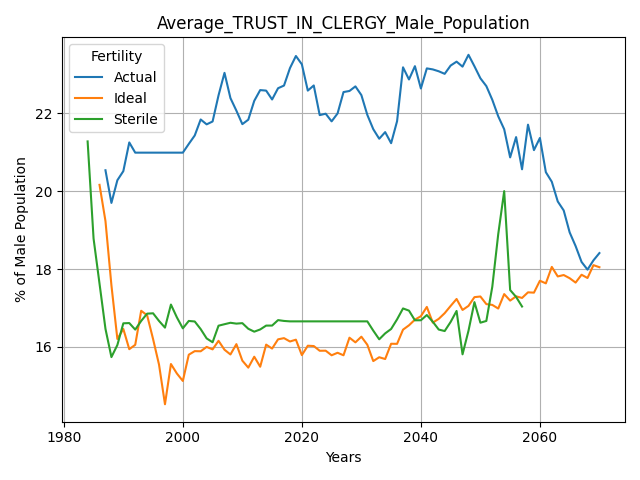 Average_TRUST_IN_CLERGY_Male_Population
Fertility
Actual
Ideal
Sterile
% of Male Population
22
20
18
16
1980
2000
2020
2040
2060
Years